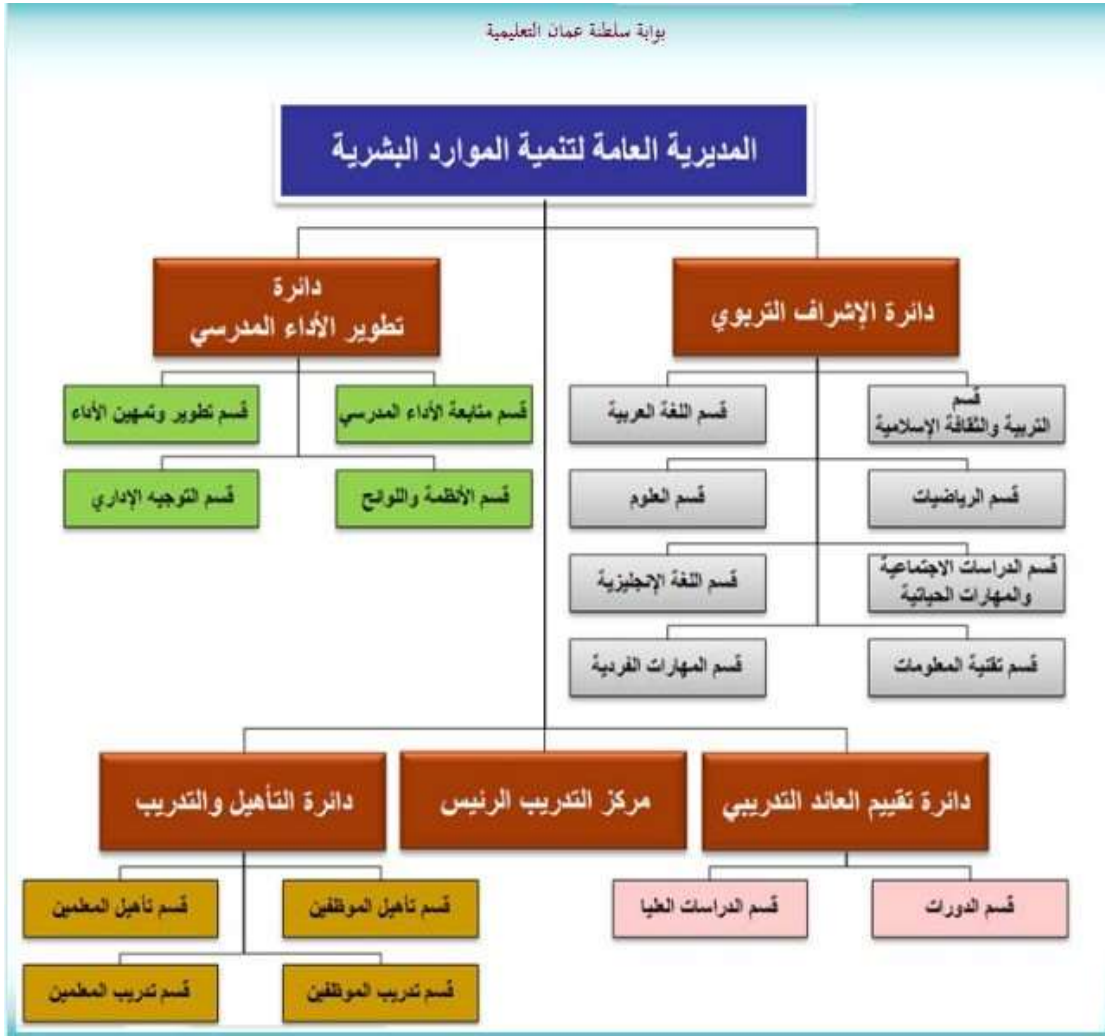 بوابة سلطنة عمان التعليمية
المديرية العامة لتنمية الموارد البشرية
دائرة الإشراف التربوي
دائرة
تطوير الأداء المدرسي
قسم
التربية والثقافة الإسلامية
قسم اللغة العربية
قسم متابعة الأداء المدرسي
قسم تطوير وتمهين الأداء
قسم الرياضيات
قسم العلوم
قسم الأنظمة واللوائح
قسم التوجيه الإداري
قسم الدراسات الاجتماعية
والمهارات الحياتية
قسم اللغة الإنجليزية
قسم تقنية المعلومات
قسم المهارات الفردية
دائرة تقييم العائد التدريبي
مركز التدريب الرئيس
دائرة التأهيل والتدريب
قسم الدورات
قسم الدراسات العليا
قسم تأهيل الموظفين
قسم تأهيل المعلمين
قسم تدريب الموظفين
قسم تدريب المعلمين